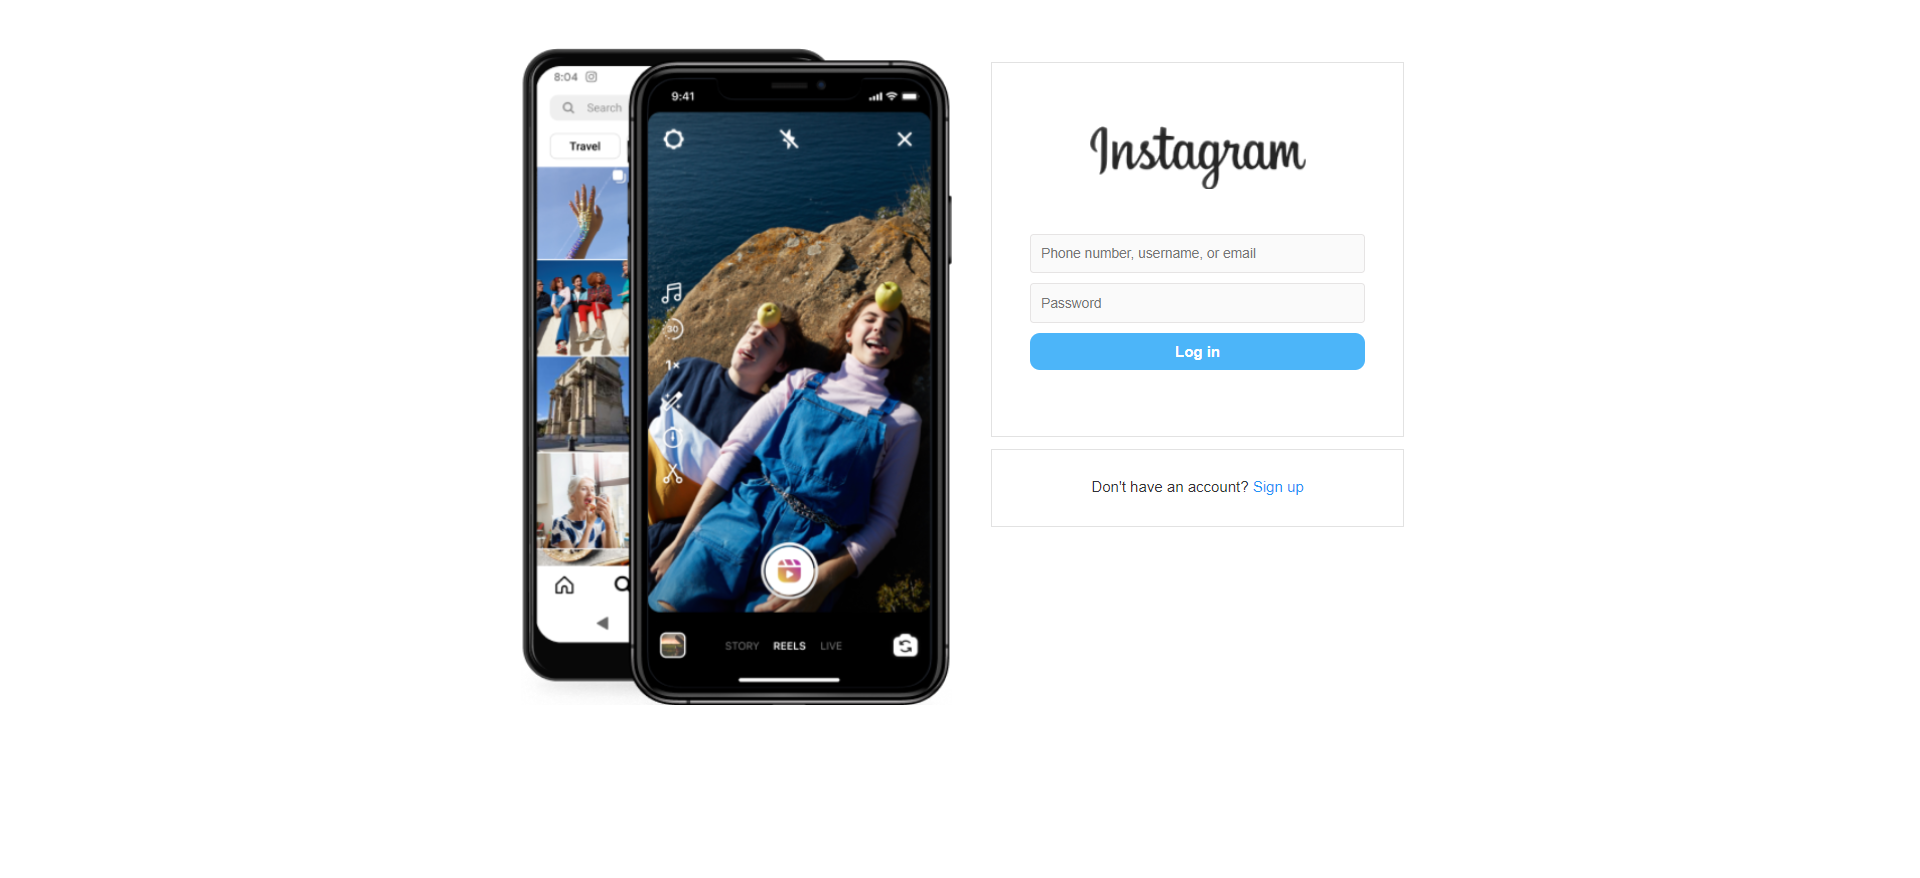 8:04
Search
Travel
9:41
30
1×
STORY REELS LIVE
Instagram
Phone number, username, or email
Password
Log in
Don't have an account? Sign up